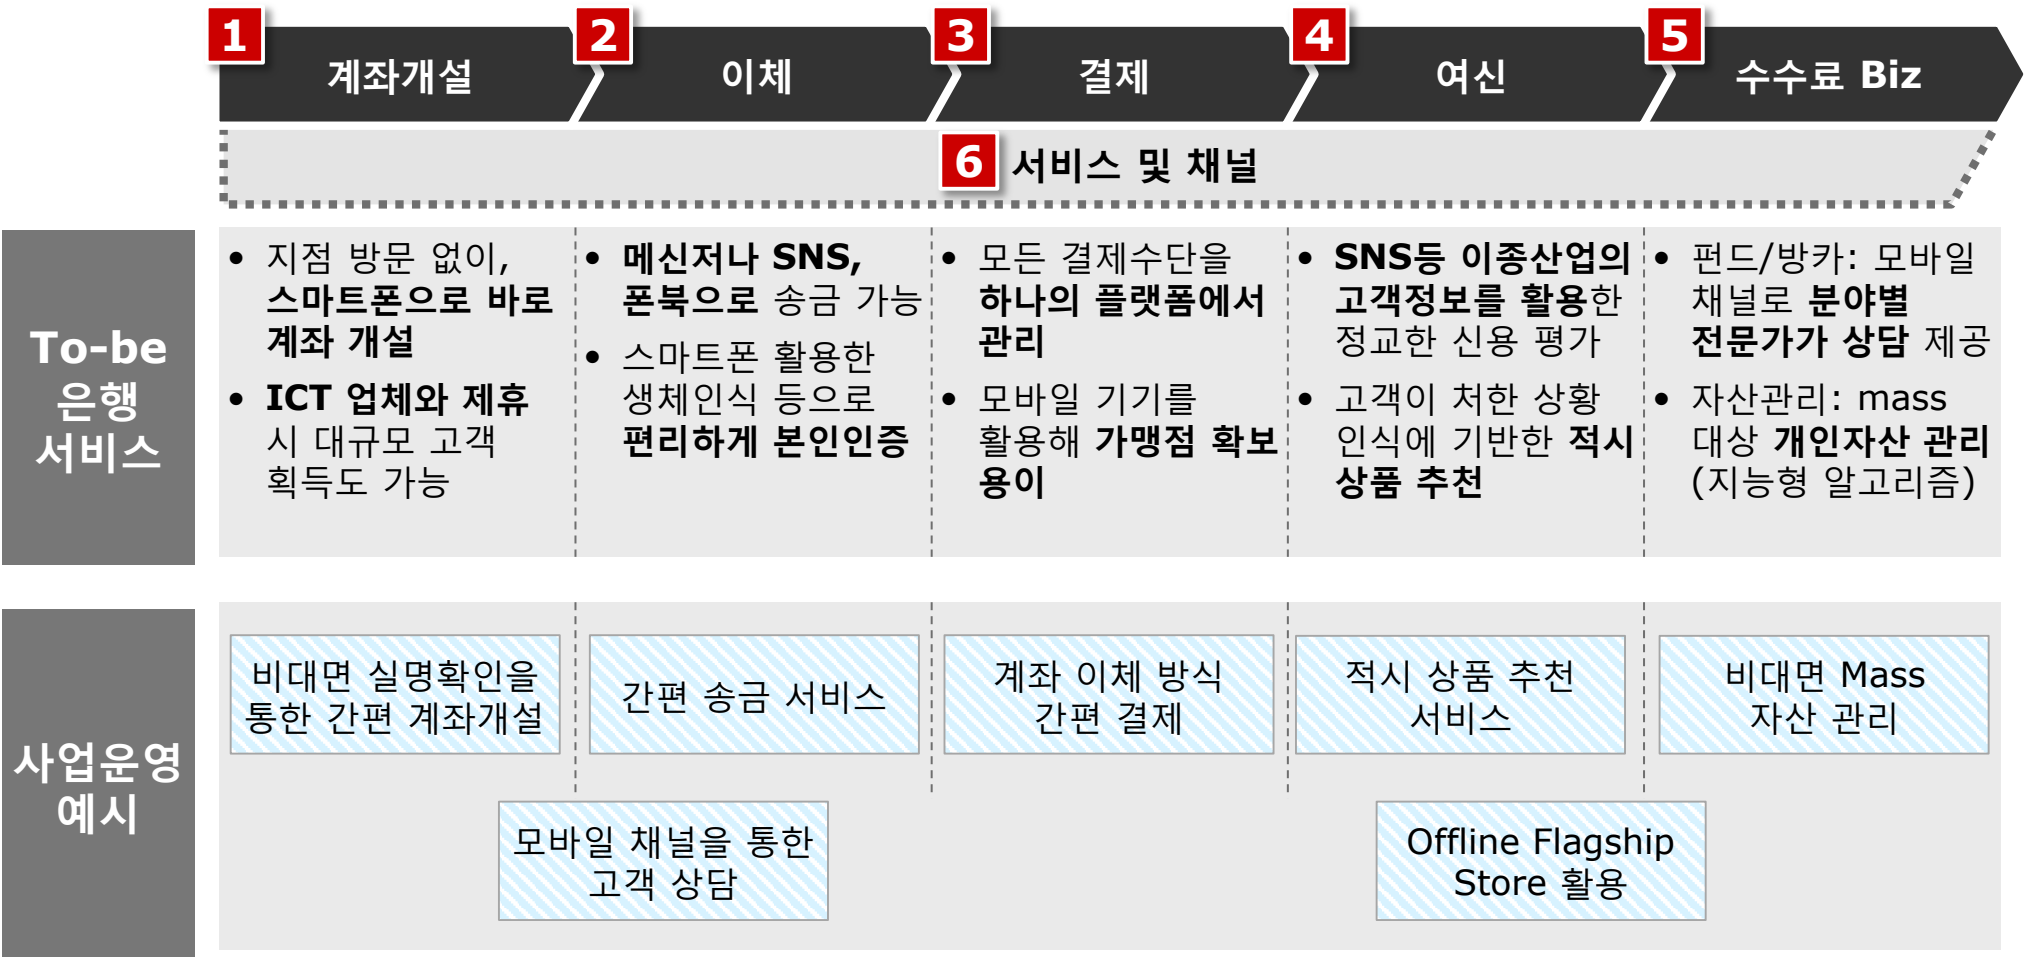 1
계좌개설
2
이체
3
결제
4
여신
5
수수료 Biz
6 서비스 및 채널
To-be
은행
서비스
• 지점 방문 없이,
스마트폰으로 바로
계좌 개설
• ICT 업체와 제휴
시 대규모 고객
획득도 가능
• 메신저나 SNS,
폰북으로 송금 가능
• 스마트폰 활용한
생체인식 등으로
편리하게 본인인증
• 모든 결제수단을
하나의 플랫폼에서
관리
• 모바일 기기를
활용해 가맹점 확보
용이
• SNS등 이종산업의
고객정보를 활용한
정교한 신용 평가
• 고객이 처한 상황
인식에 기반한 적시
상품 추천
• 펀드/방카: 모바일
채널로 분야별
전문가가 상담 제공
• 자산관리: mass
대상 개인자산 관리
(지능형 알고리즘)
사업운영
예시
비대면 실명확인을
통한 간편 계좌개설
간편 송금 서비스
계좌 이체 방식
간편 결제
적시 상품 추천
서비스
비대면 Mass
자산 관리
모바일 채널을 통한
고객 상담
Offline Flagship
Store 활용